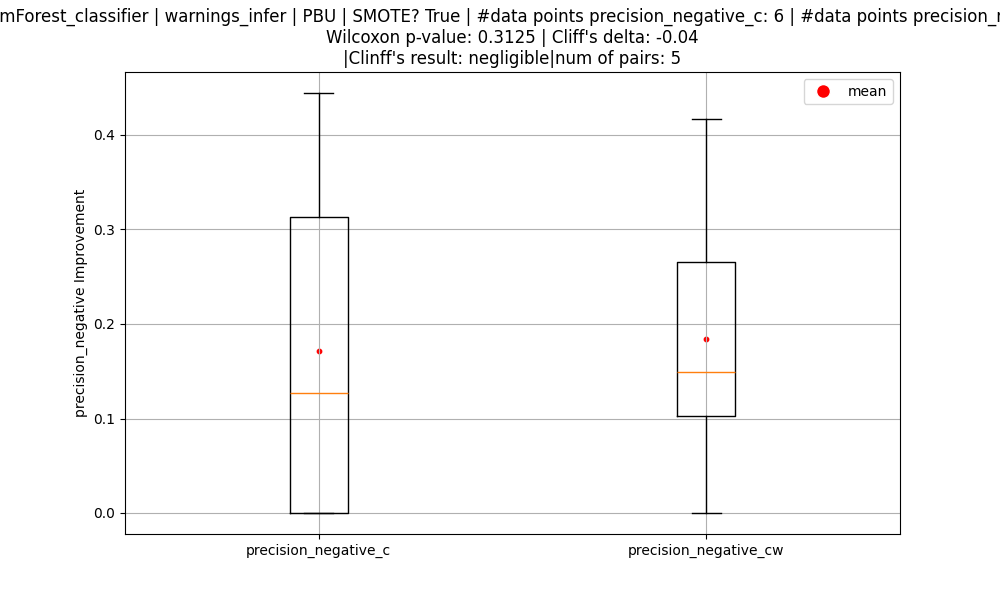 mForest_classifier | warnings_infer | PBU | SMOTE? True | #data points precision_negative_c: 6 | #data points
Wilcoxon p-value: 0.3125 | Cliff's delta: -0.04
|Clinff's result: negligible|num of pairs: 5
mean
precision_negative Improvement
0.4
0.3
0.2
0.1
0.0
precision_negative_c
precision_negative_cw